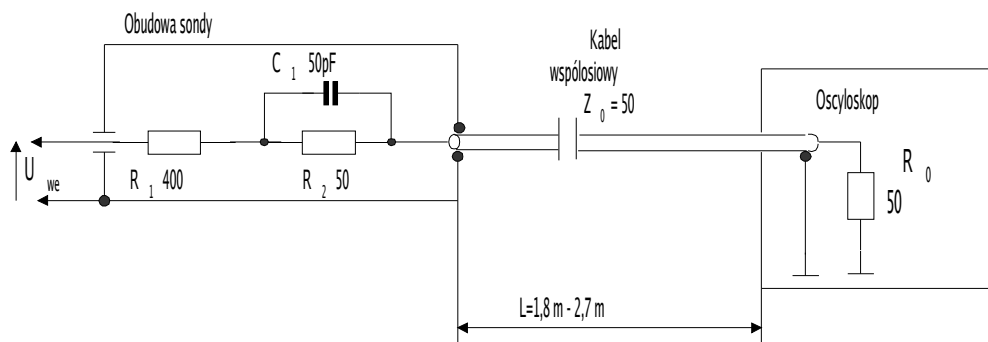 Obudowa sondy
C 1 50pF
Kabel
wspólosiowy
Z 0 = 50
Oscyloskop
U we
R 1 400
R 2 50
R 0
50
L=1,8 m - 2,7 m